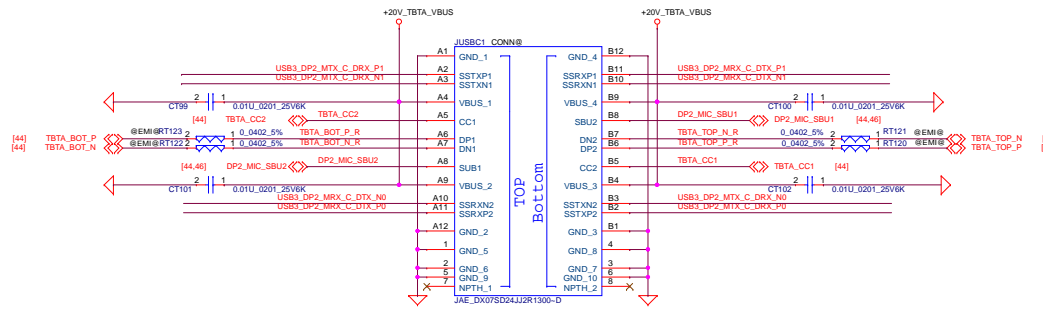 +20V_TBTA_VBUS
+20V_TBTA_VBUS
JUSBC1 CONN@
A1 GND_1 GND_4 B12
USB3_DP2_MTX_C_DRX_P1 A2 SSTXP1 SSRXP1 B11 USB3_DP2_MRX_C_DTX_P1
USB3_DP2_MTX_C_DRX_N1 A3 SSTXN1 SSRXN1 B10 USB3_DP2_MRX_C_DTX_N1
2 1 A4 VBUS_1 VBUS_4 B9 2 1
CT99 0.01U_0201_25V6K CT100 0.01U_0201_25V6K
[44] TBTA_CC2 TBTA_CC2 A5 CC1 SBU2 B8 DP2_MIC_SBU1 DP2_MIC_SBU1 [44,46]
[44] TBTA_BOT_P @EMI@RT123 2 1 0_0402_5% TBTA_BOT_P_R A6 DP1 DN2 B7 TBTA_TOP_N_R 0_0402_5% 2 1 RT121 @EMI@ TBTA_TOP_N
[44] TBTA_BOT_N @EMI@RT122 2 1 0_0402_5% TBTA_BOT_N_R A7 DN1 DP2 B6 TBTA_TOP_P_R 0_0402_5% 2 1 RT120 @EMI@ TBTA_TOP_P
[44,46] DP2_MIC_SBU2 DP2_MIC_SBU2 A8 SUB1 CC2 B5 TBTA_CC1 TBTA_CC1 [44]
2 1 A9 VBUS_2 VBUS_3 B4 2 1
CT101 0.01U_0201_25V6K CT102 0.01U_0201_25V6K
USB3_DP2_MRX_C_DTX_N0 A10 SSRXN2 SSTXN2 B3 USB3_DP2_MTX_C_DRX_N0
USB3_DP2_MRX_C_DTX_P0 A11 SSRXP2 SSTXP2 B2 USB3_DP2_MTX_C_DRX_P0
A12 GND_2 GND_3 B1
1 GND_5 GND_8 4
2 GND_6 GND_7 3
5 GND_9 GND_10 6
7 NPTH_1 NPTH_2 8
TOP
Bottom
JAE_DX07SD24JJ2R1300~D